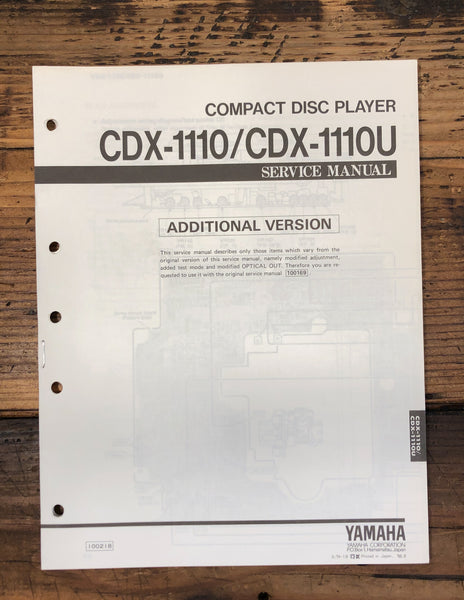 COMPACT DISC PLAYER
CDX-1110/CDX-1110U
SERVICE MANUAL
ADDITIONAL VERSION
This service manual describes only those items which vary from the
original version of this service manual, namely modified adjustment,
added test mode and modified OPTICAL OUT. Therefore you are re-
quested to use it with the original service manual 100169
CDX-1110/
CDX-1110U
100218
YAMAHA
YAMAHA CORPORATION
P.O.Box 1, Hamamatsu, Japan
Printed in Japan